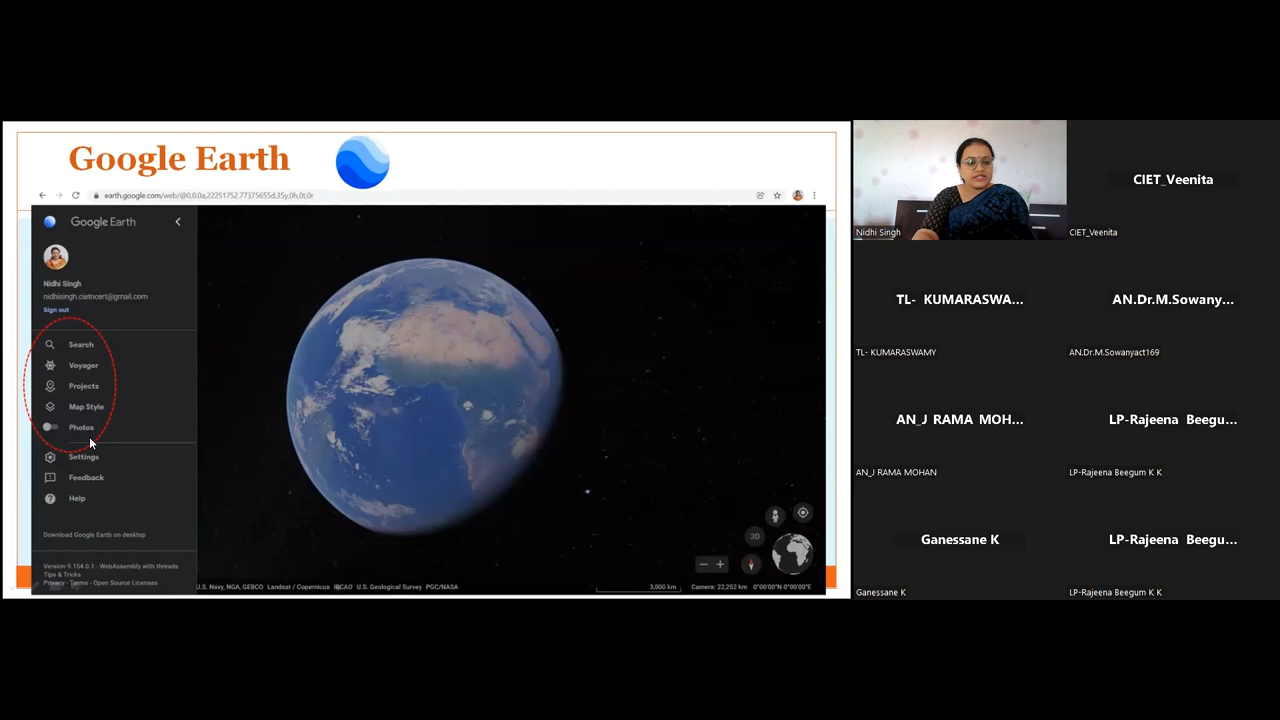 Google Earth
earth.google.com/web/@0,0,0a,22251752.77375655d,35y,0h,0t,0r
Google Earth
Nidhi Singh
nidhisingh.cietncert@gmail.com
Sign out
Search
Voyager
Projects
Map Style
Photos
Settings
Feedback
Help
Download Google Earth on desktop
Version 9.154.0.1 - WebAssembly with threads
Tips & Tricks
Privacy - Terms - Open Source Licenses
3D
U.S. Navy, NGA, GEBCO Landsat / Copernicus IBCAO U.S. Geological Survey PGC/NASA
3,000 km
Camera: 22,252 km 0°00'00"N 0°00'00"E
Nidhi Singh
CIET_Veenita
CIET_Veenita
TL- KUMARASWA...
TL- KUMARASWAMY
AN.Dr.M.Sowany...
AN.Dr.M.Sowanyact169
AN_J RAMA MOH...
AN_J RAMA MOHAN
LP-Rajeena Beegu...
LP-Rajeena Beegum K K
Ganessane K
Ganessane K
LP-Rajeena Beegu...
LP-Rajeena Beegum K K